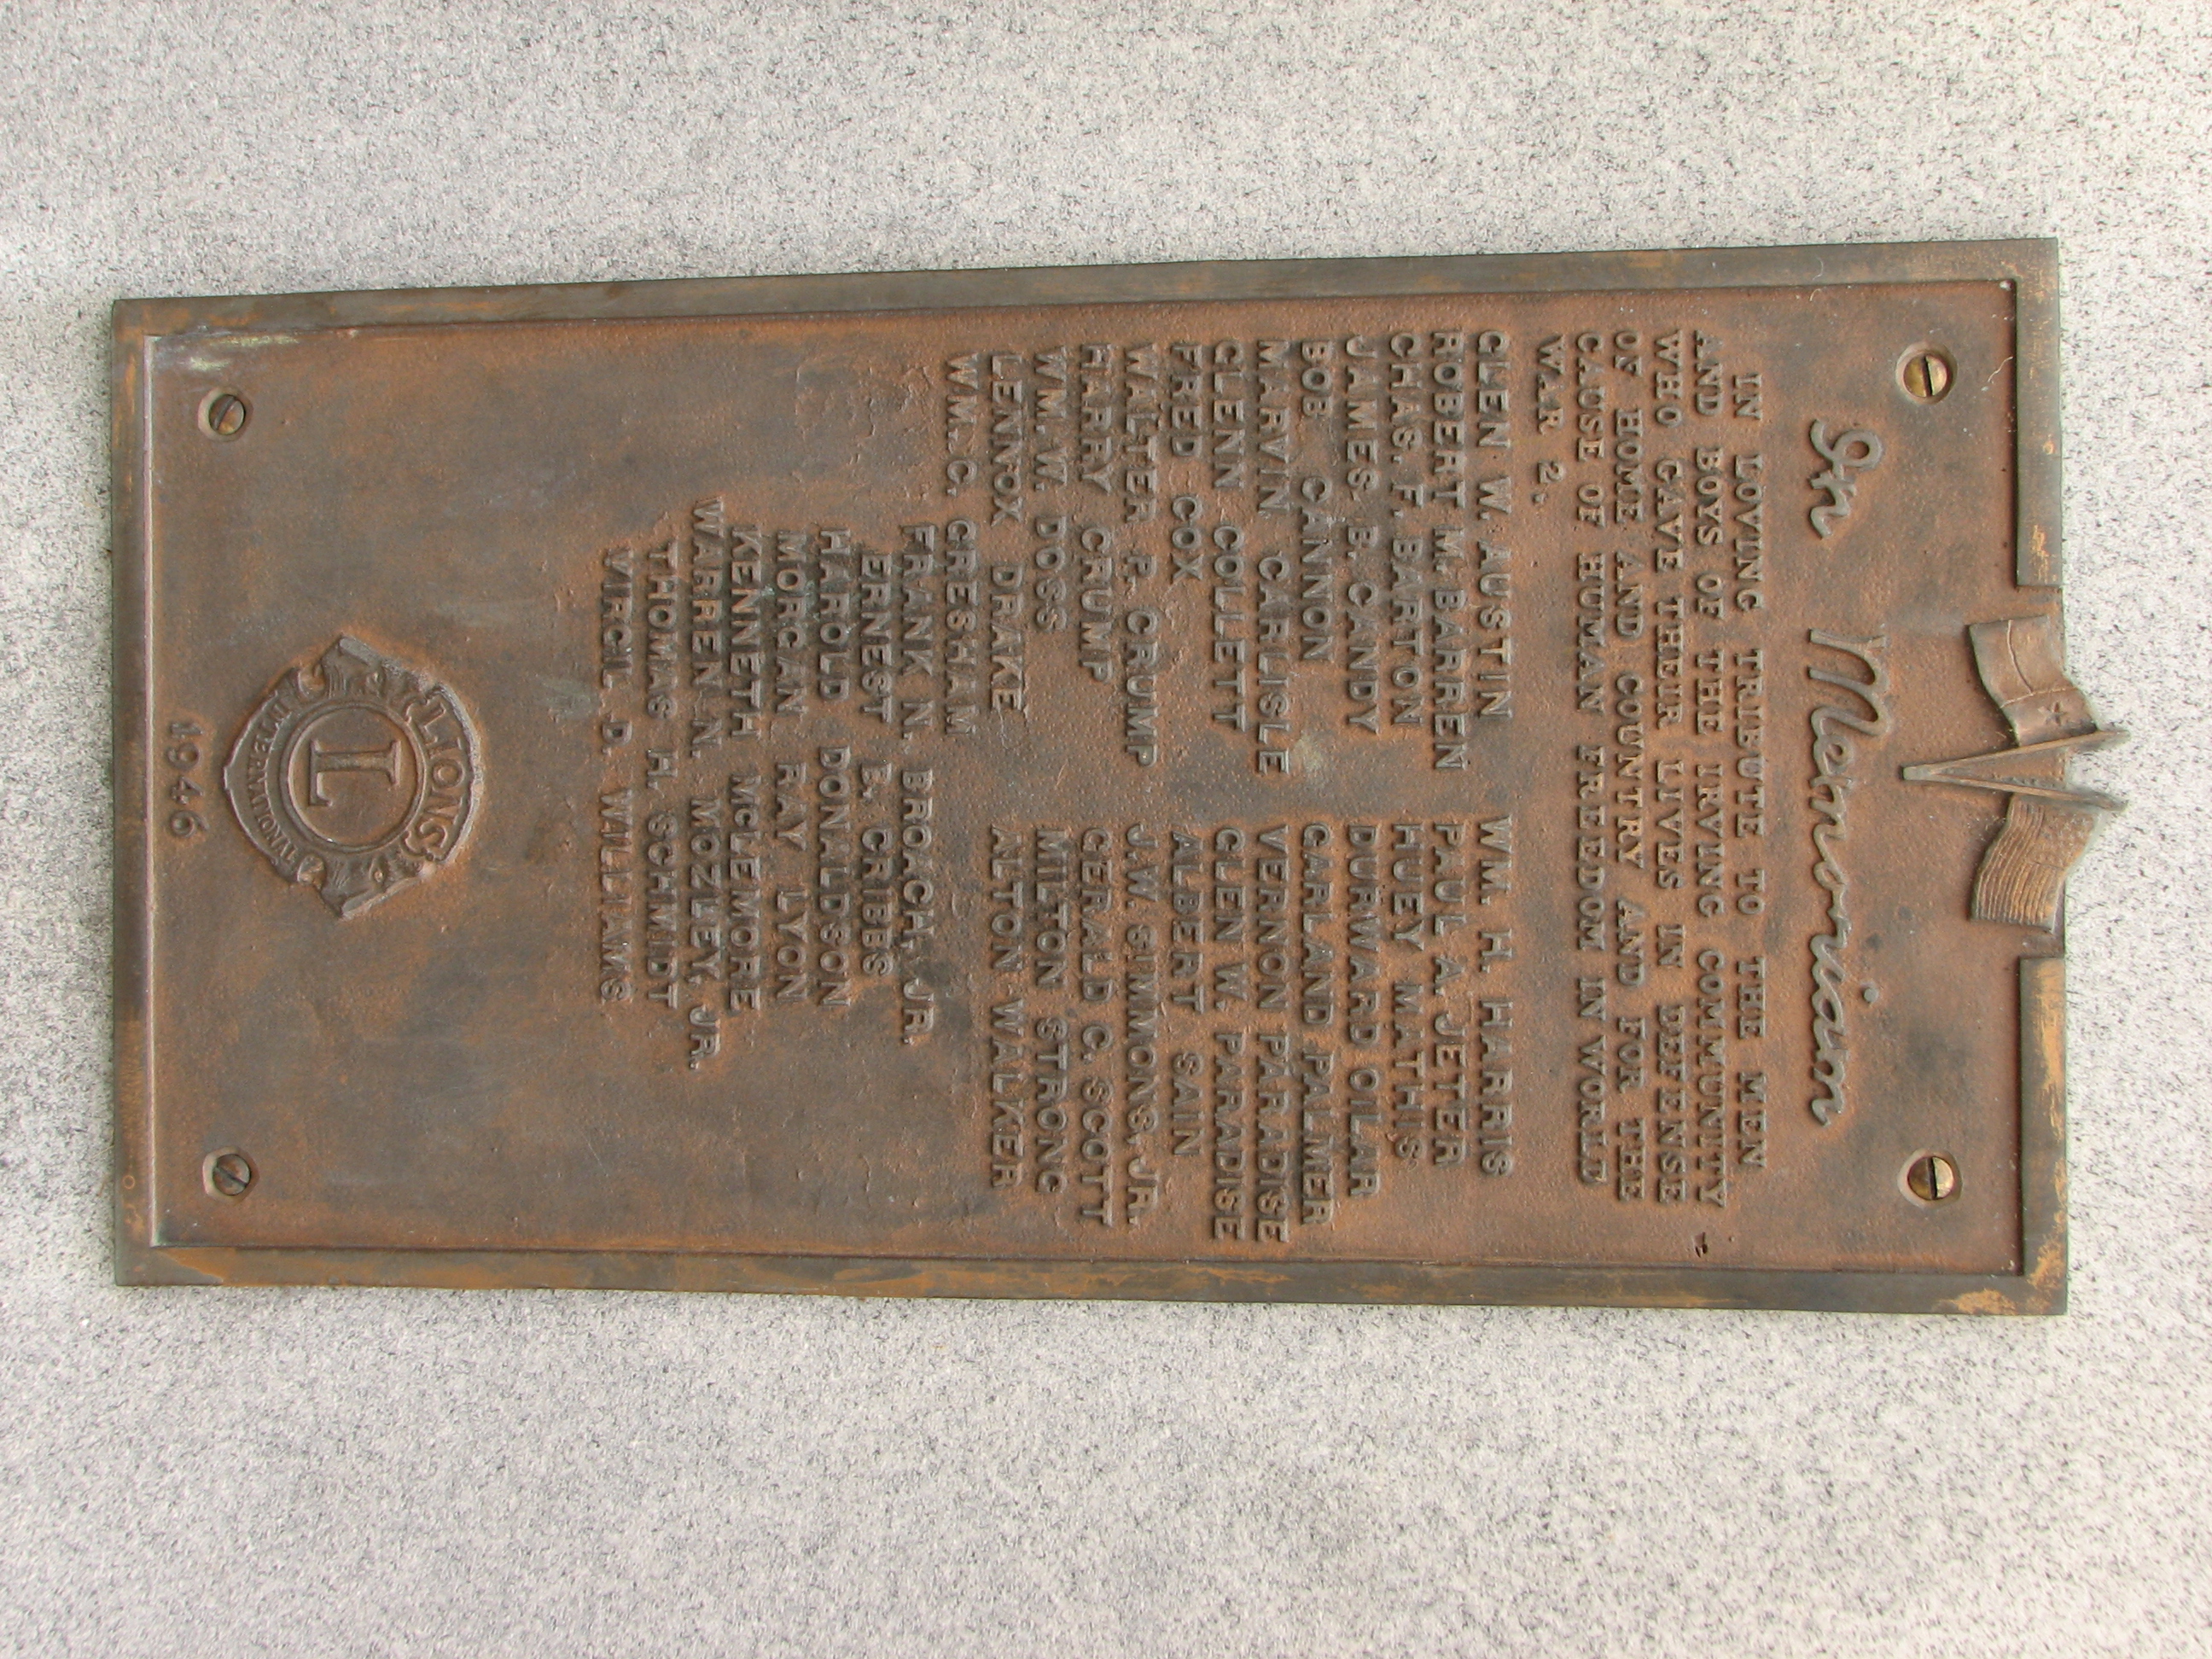 In Memoriam
IN LOVING TRIBUTE TO THE MEN
AND BOYS OF THE IRVING COMMUNITY
WHO GAVE THEIR LIVES IN DEFENSE
OF HOME AND COUNTRY AND FOR THE
CAUSE OF HUMAN FREEDOM IN WORLD
WAR 2.
GLEN W. AUSTIN
ROBERT M. BARREN
CHAS. F. BARTON
JAMES B. CANDY
BOB CANNON
MARVIN CARLISLE
GLENN COLLETT
FRED COX
WALTER P. CRUMP
HARRY CRUMP
WM. W. DOSS
LENNOX DRAKE
WM. C. GRESHAM
WM. H. HARRIS
PAUL A. JETER
HUEY MATHIS
DURWARD OILAR
GARLAND PALMER
VERNON PARADISE
GLEN W. PARADISE
ALBERT SAIN
J.W. SIMMONS, JR.
GERALD C. SCOTT
MILTON STRONG
ALTON WALKER
FRANK N. BROACH, JR.
ERNEST B. CRIBBS
HAROLD DONALDSON
MORGAN RAY LYON
KENNETH McLEMORE
WARREN N. MOZLEY, JR.
THOMAS H. SCHMIDT
VIRGIL D. WILLIAMS
LIONS
L
INTERNATIONAL
1946